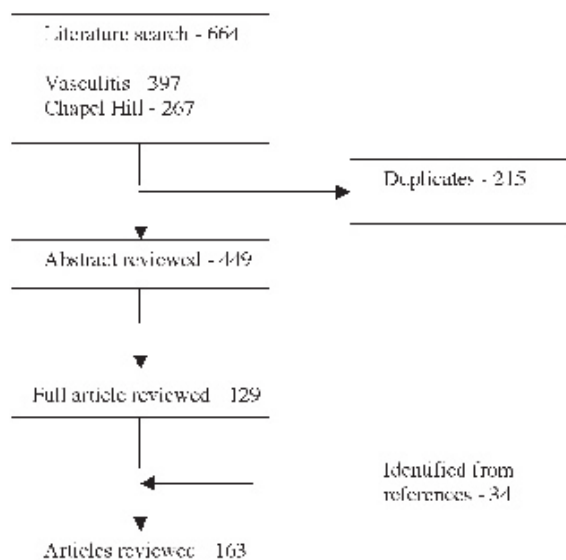 Literature search - 664
Vasculitis 397
Chapel Hill - 267
Duplicates - 215
Abstract reviewed - 449
Full article reviewed 129
Identified from
references - 34
Articles reviewed 163